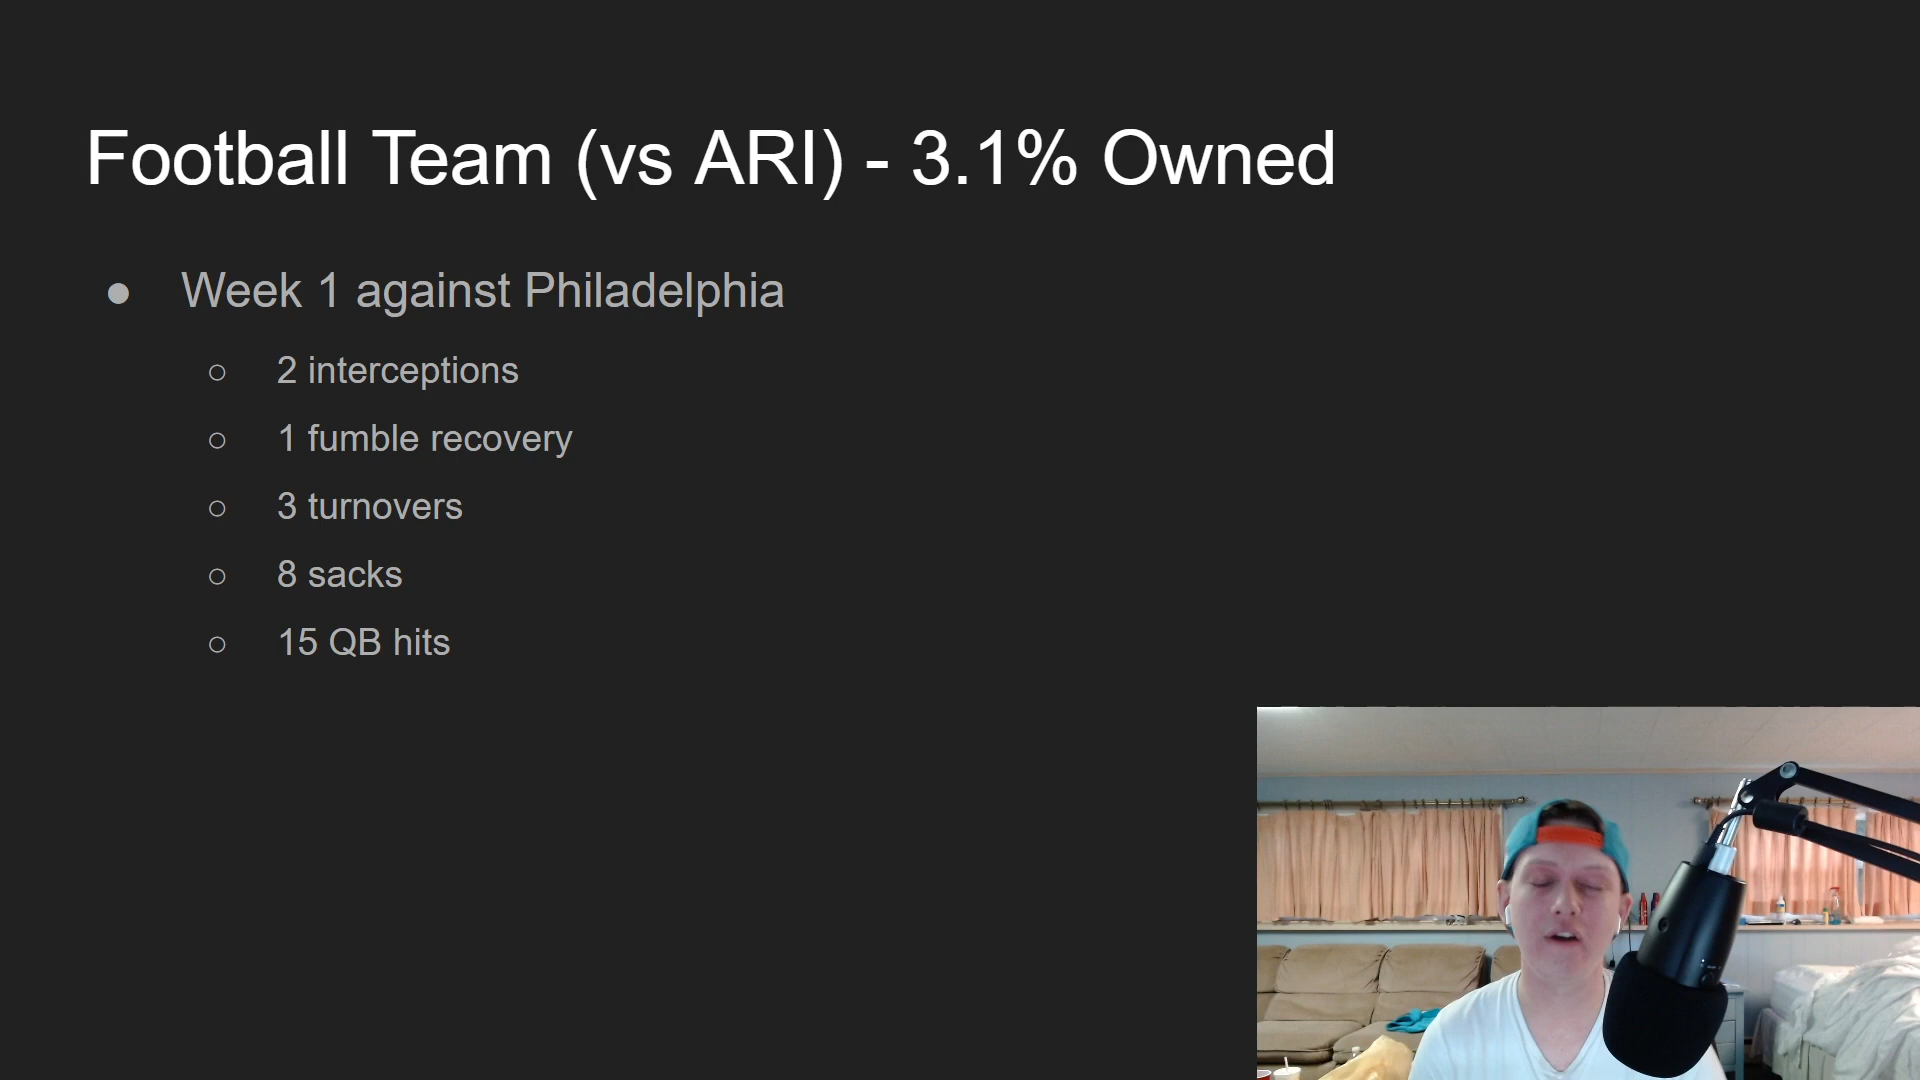 Football Team (vs ARI) - 3.1% Owned
● Week 1 against Philadelphia
○ 2 interceptions
○ 1 fumble recovery
○ 3 turnovers
○ 8 sacks
○ 15 QB hits